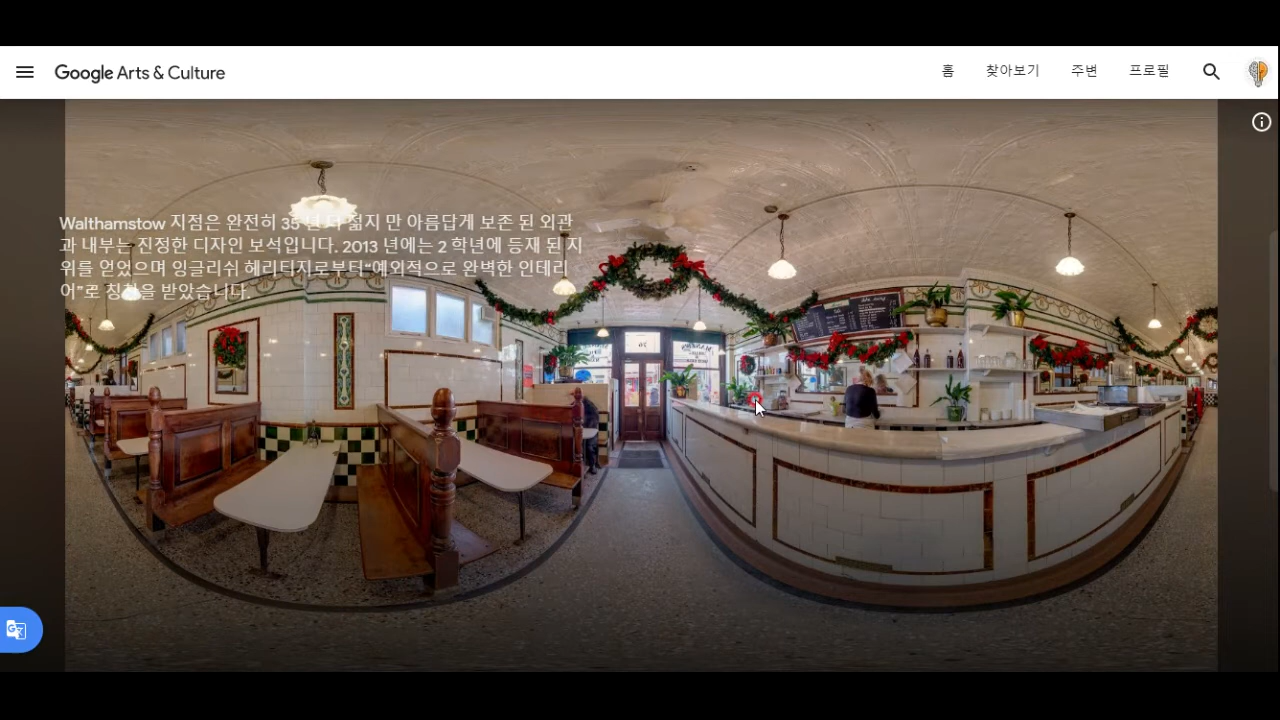 Google Arts & Culture
홈 찾아보기 주변 프로필
Walthamstow 지점은 완전히 35 년 더 젊지 만 아름답게 보존 된 외관
과 내부는 진정한 디자인 보석입니다. 2013 년에는 2 학년에 등재 된 지
위를 얻었으며 잉글리쉬 헤리티지로부터“예외적으로 완벽한 인테리
어”로 칭찬을 받았습니다.